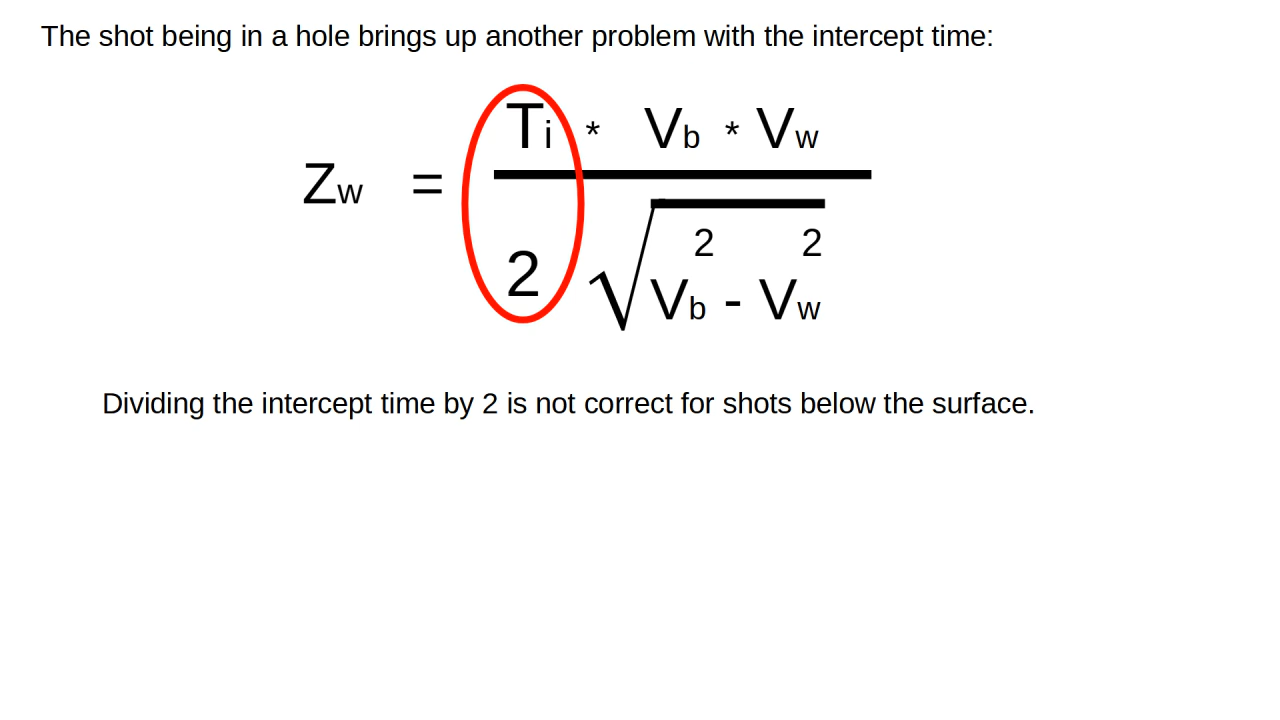 The shot being in a hole brings up another problem with the intercept time:
Zw = Ti * Vb * Vw
2 √ Vb2 - Vw2
Dividing the intercept time by 2 is not correct for shots below the surface.